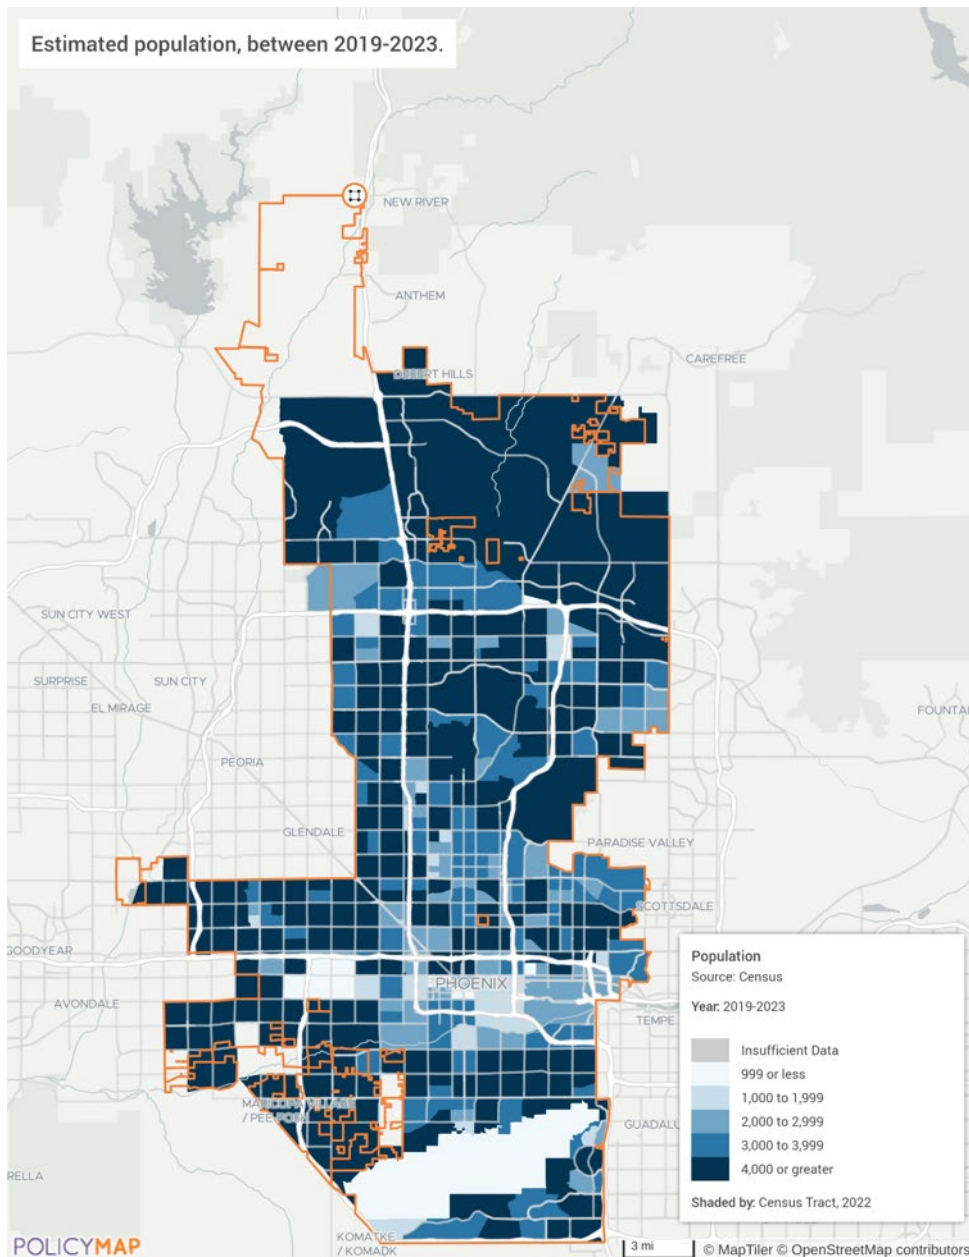 Estimated population, between 2019-2023.
NEW RIVER
ANTHEM
CAREFREE
DESERT HILLS
SUN CITY WEST
SURPRISE
SUN CITY
EL MIRAGE
FOUNTAI
PEORIA
GLENDALE
PARADISE VALLEY
SCOTTSDALE
GOODYEAR
PHOENIX
AVONDALE
TEMPE
MARICOPA VILLAGE
/ PEE-POSH
GUADALU
RELLA
KOMATKE
/ KOMADK
Population
Source: Census
Year: 2019-2023
Insufficient Data
999 or less
1,000 to 1,999
2,000 to 2,999
3,000 to 3,999
4,000 or greater
Shaded by: Census Tract, 2022
POLICYMAP
3 mi
© MapTiler © OpenStreetMap contributors